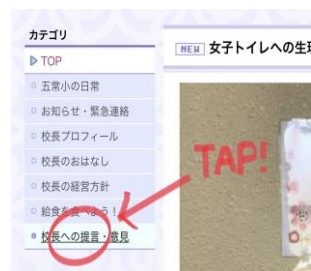 カテゴリ
TOP
五常小の日常
お知らせ・緊急連絡
校長プロフィール
校長のおはなし
校長の経営方針
給食を食べよう!
校長への提言・意見
NEW 女子トイレへの生理
TAP!